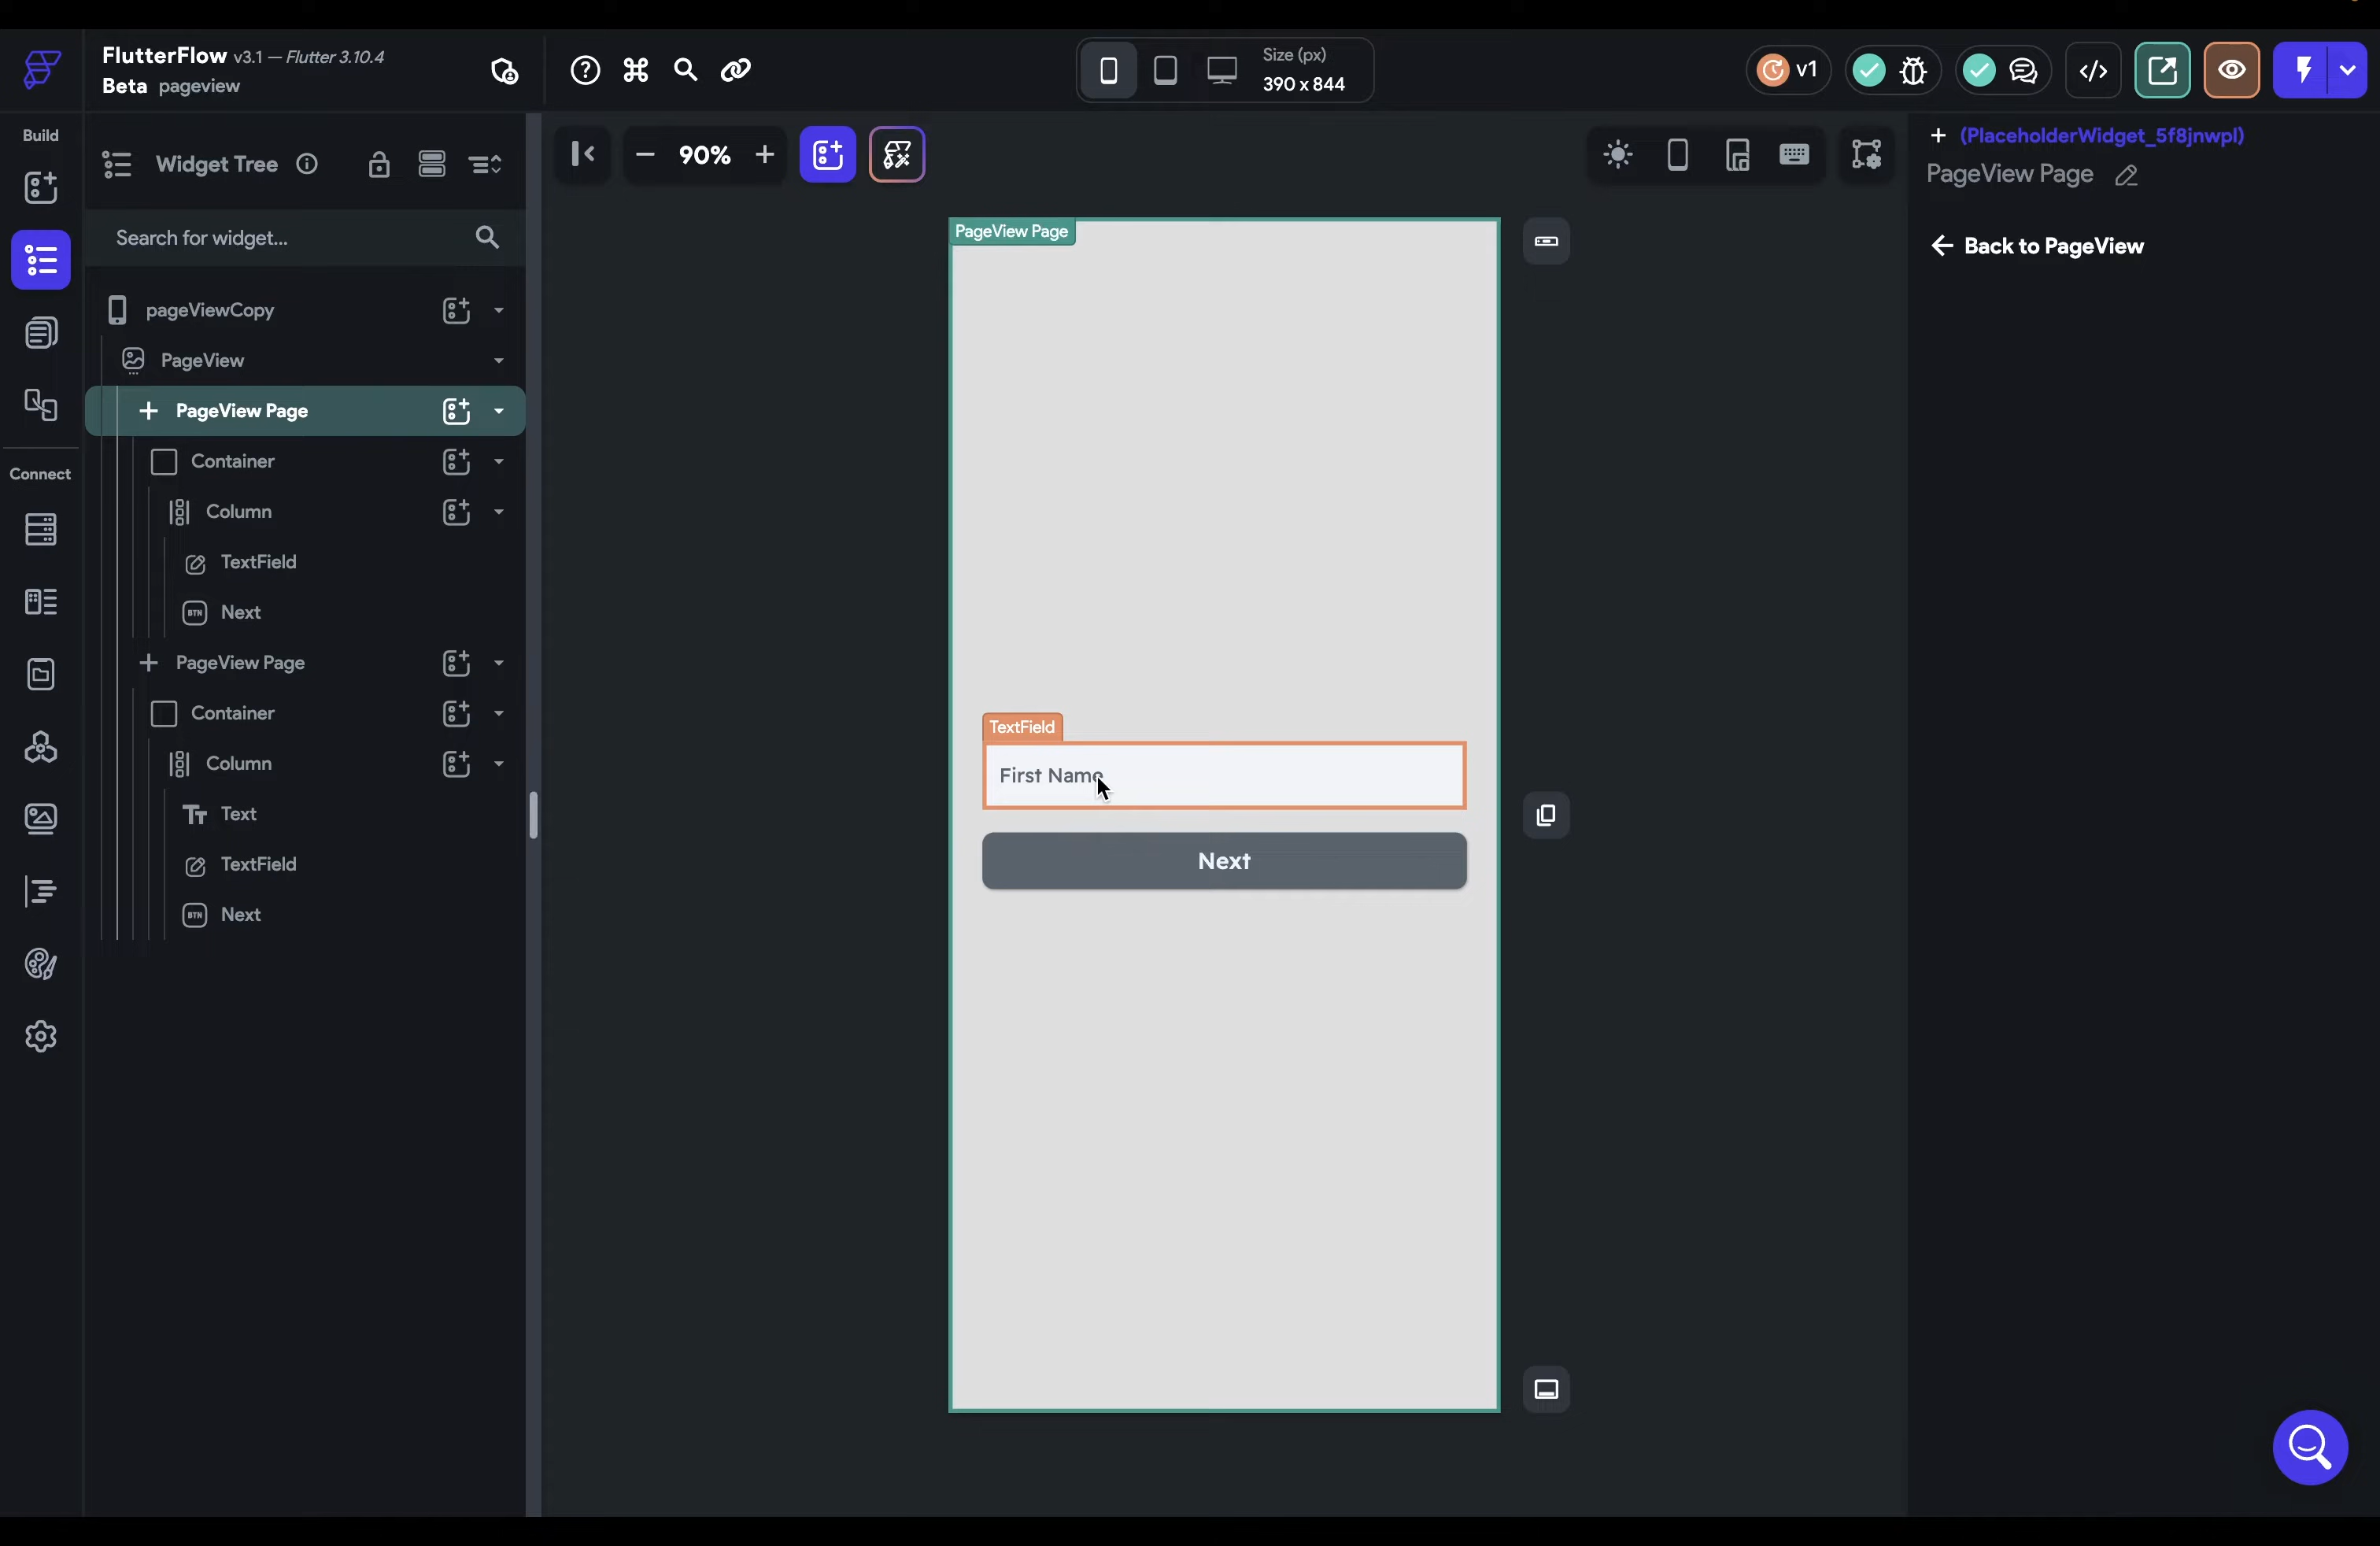 FlutterFlow v3.1 — Flutter 3.10.4
Beta pageview
Size (px)
390 x 844
v1
Build
Connect
Widget Tree
Search for widget...
pageViewCopy
PageView
PageView Page
Container
Column
TextField
BTN Next
PageView Page
Container
Column
Text
TextField
BTN Next
90%
PageView Page
TextField
First Name
Next
(PlaceholderWidget_5f8jnwpl)
PageView Page
Back to PageView